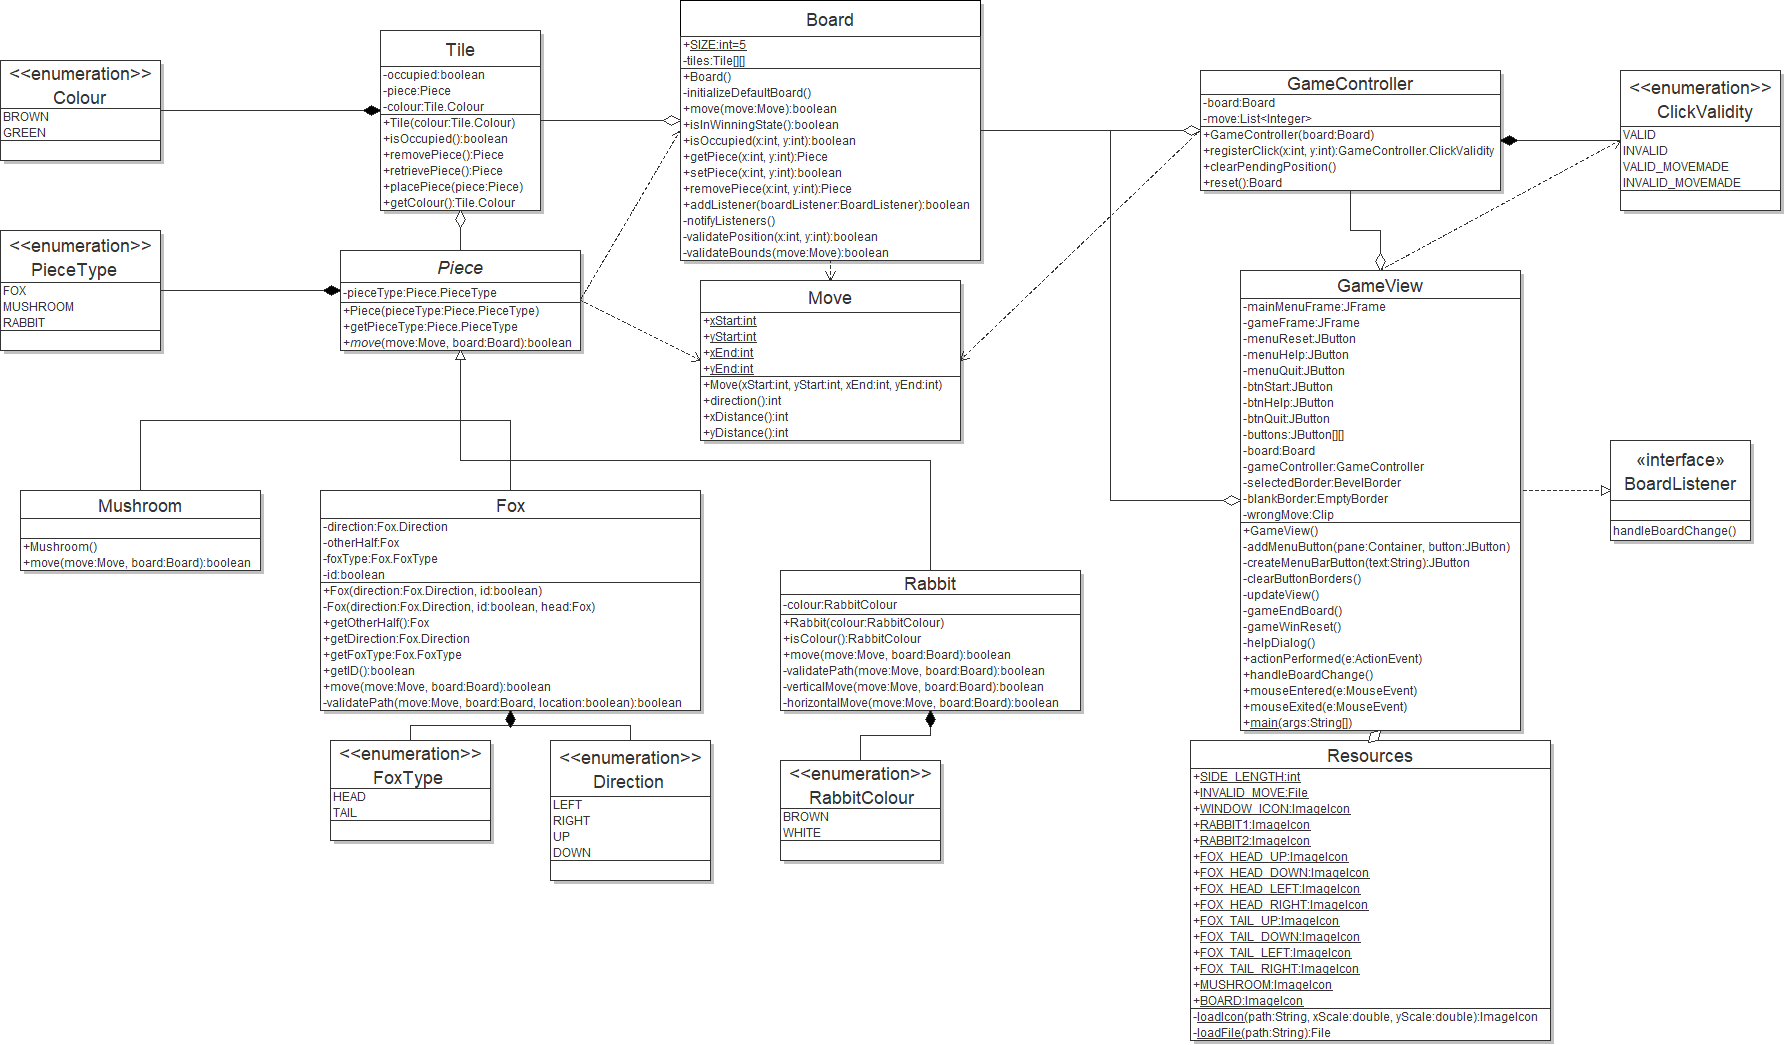 <<enumeration>>
Colour
BROWN
GREEN
Tile
-occupied:boolean
-piece:Piece
-colour:Tile.Colour
+Tile(colour:Tile.Colour)
+isOccupied():boolean
+removePiece():Piece
+retrievePiece():Piece
+placePiece(piece:Piece)
+getColour():Tile.Colour
Board
+SIZE:int=5
-tiles:Tile[][]
+Board()
-initializeDefaultBoard()
+move(move:Move):boolean
+isInWinningState():boolean
+isOccupied(x:int, y:int):boolean
+getPiece(x:int, y:int):Piece
+setPiece(x:int, y:int):boolean
+removePiece(x:int, y:int):Piece
+addListener(boardListener:BoardListener):boolean
-notifyListeners()
-validatePosition(x:int, y:int):boolean
-validateBounds(move:Move):boolean
GameController
-board:Board
-move:List<Integer>
+GameController(board:Board)
+registerClick(x:int, y:int):GameController.ClickValidity
+clearPendingPosition()
+reset():Board
<<enumeration>>
ClickValidity
VALID
INVALID
VALID_MOVEMADE
INVALID_MOVEMADE
<<enumeration>>
PieceType
FOX
MUSHROOM
RABBIT
Piece
-pieceType:Piece.PieceType
+Piece(pieceType:Piece.PieceType)
+getPieceType:Piece.PieceType
+move(move:Move, board:Board):boolean
Move
+xStart:int
+yStart:int
+xEnd:int
+yEnd:int
+Move(xStart:int, yStart:int, xEnd:int, yEnd:int)
+direction():int
+xDistance():int
+yDistance():int
GameView
-mainMenuFrame:JFrame
-gameFrame:JFrame
-menuReset:JButton
-menuHelp:JButton
-menuQuit:JButton
-btnStart:JButton
-btnHelp:JButton
-btnQuit:JButton
-buttons:JButton[][]
-board:Board
-gameController:GameController
-selectedBorder:BevelBorder
-blankBorder:EmptyBorder
-wrongMove:Clip
+GameView()
-addMenuButton(pane:Container, button:JButton)
-createMenuBarButton(text:String):JButton
-clearButtonBorders()
-updateView()
-gameEndBoard()
-gameWinReset()
-helpDialog()
+actionPerformed(e:ActionEvent)
+handleBoardChange()
+mouseEntered(e:MouseEvent)
+mouseExited(e:MouseEvent)
+main(args:String[])
«interface»
BoardListener
handleBoardChange()
Mushroom
+Mushroom()
+move(move:Move, board:Board):boolean
Fox
-direction:Fox.Direction
-otherHalf:Fox
-foxType:Fox.FoxType
-id:boolean
+Fox(direction:Fox.Direction, id:boolean)
-Fox(direction:Fox.Direction, id:boolean, head:Fox)
+getOtherHalf():Fox
+getDirection:Fox.Direction
+getFoxType:Fox.FoxType
+getID():boolean
+move(move:Move, board:Board):boolean
-validatePath(move:Move, board:Board, location:boolean):boolean
Rabbit
-colour:RabbitColour
+Rabbit(colour:RabbitColour)
+isColour():RabbitColour
+move(move:Move, board:Board):boolean
-validatePath(move:Move, board:Board):boolean
-verticalMove(move:Move, board:Board):boolean
-horizontalMove(move:Move, board:Board):boolean
<<enumeration>>
FoxType
HEAD
TAIL
<<enumeration>>
Direction
LEFT
RIGHT
UP
DOWN
<<enumeration>>
RabbitColour
BROWN
WHITE
Resources
+SIDE_LENGTH:int
+INVALID_MOVE:File
+WINDOW_ICON:ImageIcon
+RABBIT1:ImageIcon
+RABBIT2:ImageIcon
+FOX_HEAD_UP:ImageIcon
+FOX_HEAD_DOWN:ImageIcon
+FOX_HEAD_LEFT:ImageIcon
+FOX_HEAD_RIGHT:ImageIcon
+FOX_TAIL_UP:ImageIcon
+FOX_TAIL_DOWN:ImageIcon
+FOX_TAIL_LEFT:ImageIcon
+FOX_TAIL_RIGHT:ImageIcon
+MUSHROOM:ImageIcon
+BOARD:ImageIcon
-loadIcon(path:String, xScale:double, yScale:double):ImageIcon
-loadFile(path:String):File